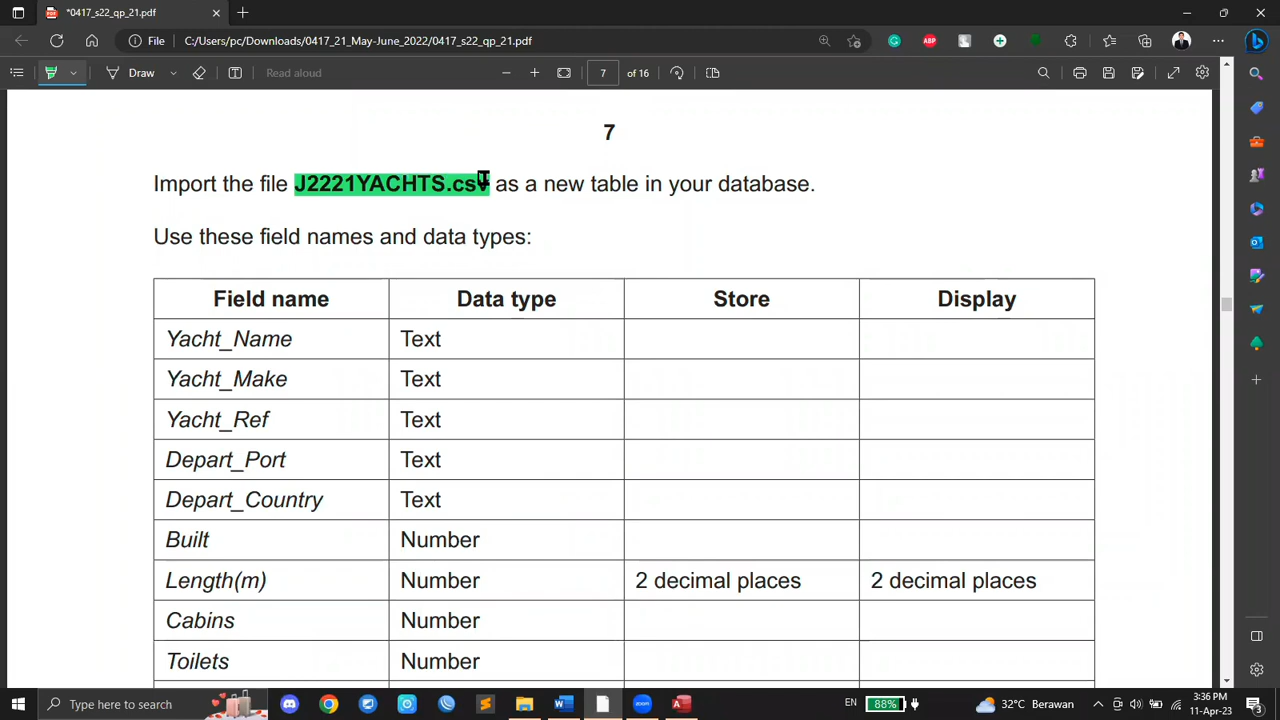 *0417_s22_qp_21.pdf
File C:/Users/pc/Downloads/0417_21_May-June_2022/0417_s22_qp_21.pdf
ABP
Draw
Read aloud
7 of 16
7
Import the file J2221YACHTS.csv as a new table in your database.
Use these field names and data types:
Field name Data type Store Display
Yacht_Name Text
Yacht_Make Text
Yacht_Ref Text
Depart_Port Text
Depart_Country Text
Built Number
Length(m) Number 2 decimal places 2 decimal places
Cabins Number
Toilets Number
Type here to search
zoom
EN
88%
32°C Berawan
3:36 PM
11-Apr-23
3